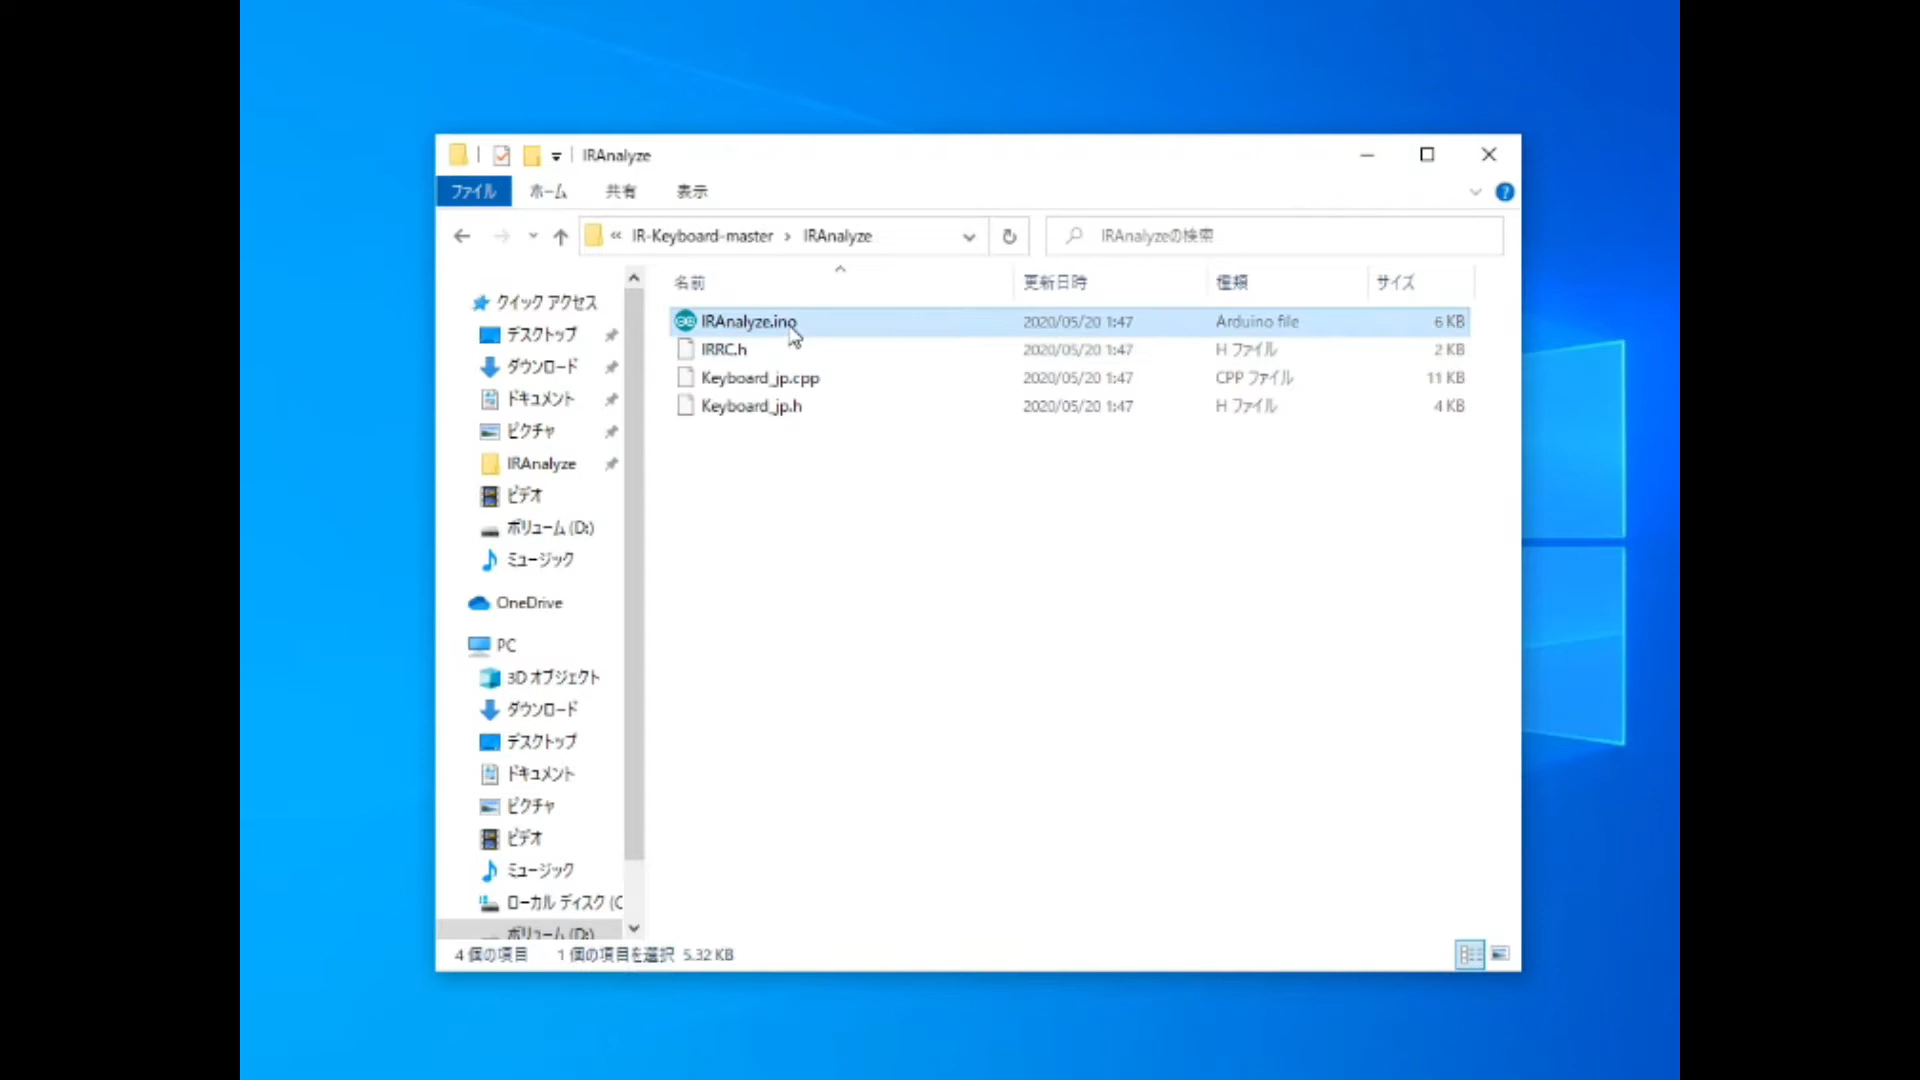 IRAnalyze
ファイル ホーム 共有 表示
« IR-Keyboard-master › IRAnalyze
IRAnalyzeの検索
名前 更新日時 種類 サイズ
IRAnalyze.ino 2020/05/20 1:47 Arduino file 6 KB
IRRC.h 2020/05/20 1:47 H ファイル 2 KB
Keyboard_jp.cpp 2020/05/20 1:47 CPP ファイル 11 KB
Keyboard_jp.h 2020/05/20 1:47 H ファイル 4 KB
クイック アクセス
デスクトップ
ダウンロード
ドキュメント
ピクチャ
IRAnalyze
ビデオ
ボリューム (D:)
ミュージック
OneDrive
PC
3D オブジェクト
ダウンロード
デスクトップ
ドキュメント
ピクチャ
ビデオ
ミュージック
ローカル ディスク (C
ボリューム (D:)
4 個の項目 1 個の項目を選択 5.32 KB